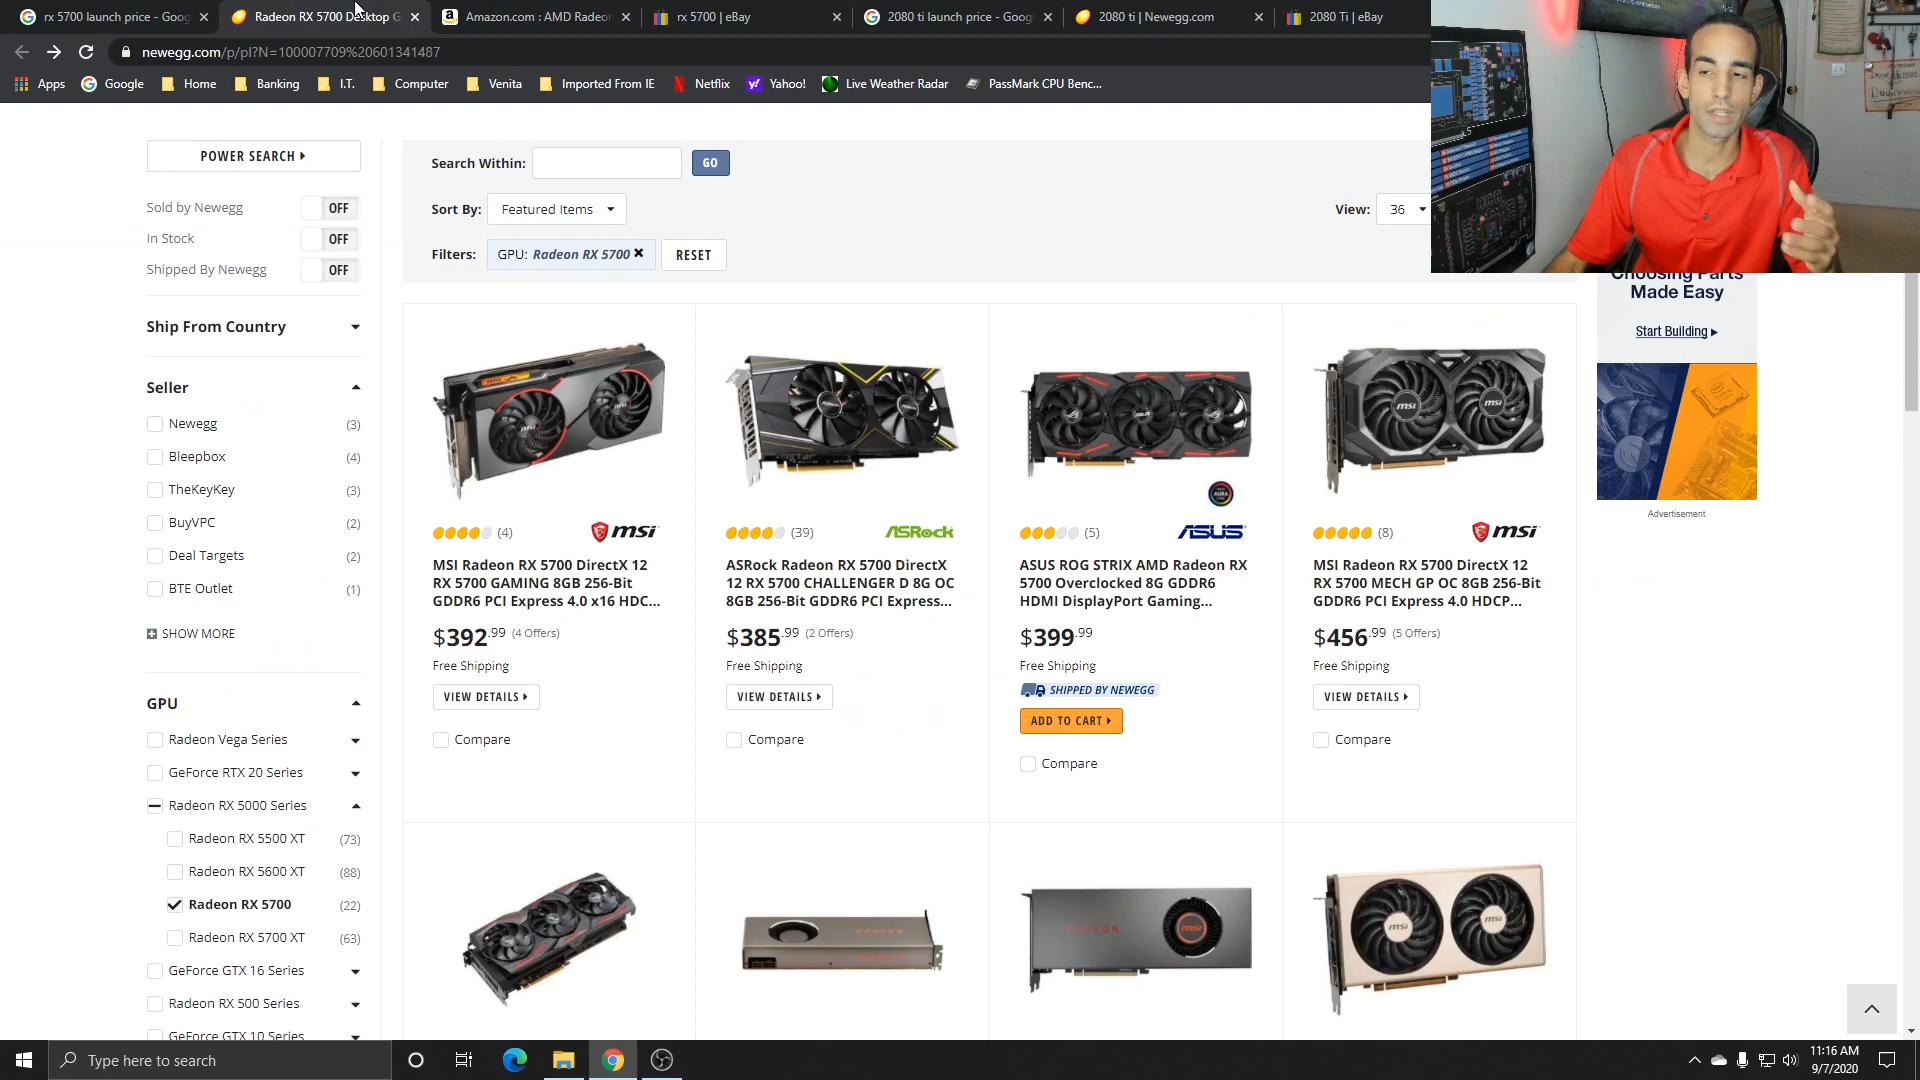 rx 5700 launch price - Goog
Radeon RX 5700 Desktop G
Amazon.com : AMD Radeon
rx 5700 | eBay
2080 ti launch price - Googl
2080 ti | Newegg.com
2080 Ti | eBay
newegg.com/p/pl?N=100007709%20601341487
Apps
Google
Home
Banking
I.T.
Computer
Venita
Imported From IE
Netflix
Yahoo!
Live Weather Radar
PassMark CPU Benc...
POWER SEARCH
Sold by Newegg OFF
In Stock OFF
Shipped By Newegg OFF
Ship From Country
Seller
Newegg (3)
Bleepbox (4)
TheKeyKey (3)
BuyVPC (2)
Deal Targets (2)
BTE Outlet (1)
SHOW MORE
GPU
Radeon Vega Series
GeForce RTX 20 Series
Radeon RX 5000 Series
Radeon RX 5500 XT (73)
Radeon RX 5600 XT (88)
Radeon RX 5700 (22)
Radeon RX 5700 XT (63)
GeForce GTX 16 Series
Radeon RX 500 Series
GeForce GTX 10 Series
Search Within: GO
Sort By: Featured Items
View: 36
Filters: GPU: Radeon RX 5700 RESET
(4) msi
MSI Radeon RX 5700 DirectX 12
RX 5700 GAMING 8GB 256-Bit
GDDR6 PCI Express 4.0 x16 HDC...
$392.99 (4 Offers)
Free Shipping
VIEW DETAILS
Compare
(39) ASRock
ASRock Radeon RX 5700 DirectX
12 RX 5700 CHALLENGER D 8G OC
8GB 256-Bit GDDR6 PCI Express...
$385.99 (2 Offers)
Free Shipping
VIEW DETAILS
Compare
AURA
(5) ASUS
ASUS ROG STRIX AMD Radeon RX
5700 Overclocked 8G GDDR6
HDMI DisplayPort Gaming...
$399.99
Free Shipping
SHIPPED BY NEWEGG
ADD TO CART
Compare
msi msi
(8) msi
MSI Radeon RX 5700 DirectX 12
RX 5700 MECH GP OC 8GB 256-Bit
GDDR6 PCI Express 4.0 HDCP...
$456.99 (5 Offers)
Free Shipping
VIEW DETAILS
Compare
RADEON
msi
msi msi
Choosing Parts
Made Easy
Start Building
Advertisement
Type here to search
11:16 AM
9/7/2020